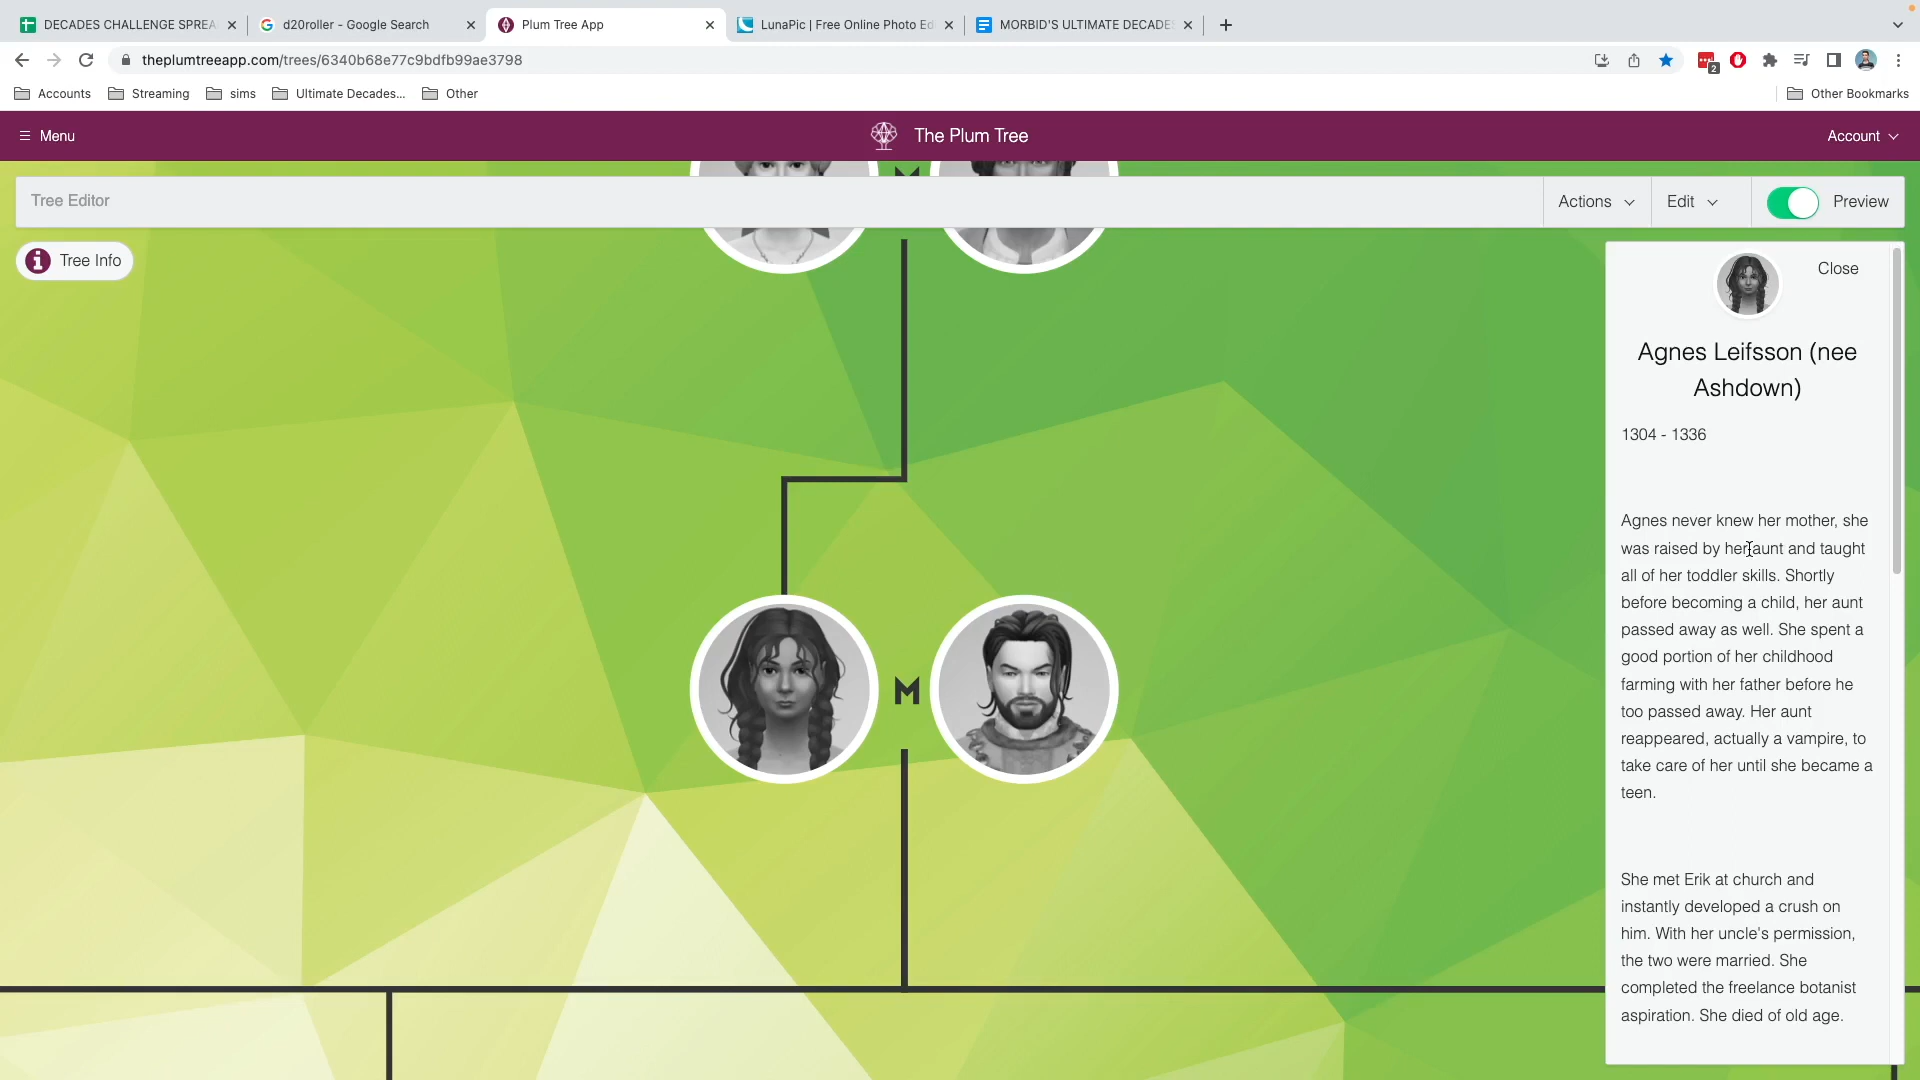 DECADES CHALLENGE SPREA
d20roller - Google Search
Plum Tree App
LunaPic | Free Online Photo Ed
MORBID'S ULTIMATE DECADES
theplumtreeapp.com/trees/6340b68e77c9bdfb99ae3798
2
Accounts
Streaming
sims
Ultimate Decades...
Other
Other Bookmarks
Menu
The Plum Tree
Account
Tree Editor
Actions
Edit
Preview
Tree Info
Close
Agnes Leifsson (nee
Ashdown)
1304 - 1336
Agnes never knew her mother, she
was raised by her aunt and taught
all of her toddler skills. Shortly
before becoming a child, her aunt
passed away as well. She spent a
good portion of her childhood
farming with her father before he
too passed away. Her aunt
reappeared, actually a vampire, to
take care of her until she became a
teen.
She met Erik at church and
instantly developed a crush on
him. With her uncle's permission,
the two were married. She
completed the freelance botanist
aspiration. She died of old age.
M